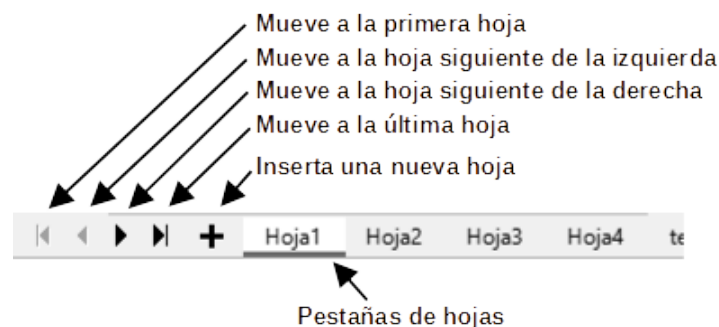 Mueve a la primera hoja
Mueve a la hoja siguiente de la izquierda
Mueve a la hoja siguiente de la derecha
Mueve a la última hoja
Inserta una nueva hoja
Hoja1 Hoja2 Hoja3 Hoja4 te
Pestañas de hojas